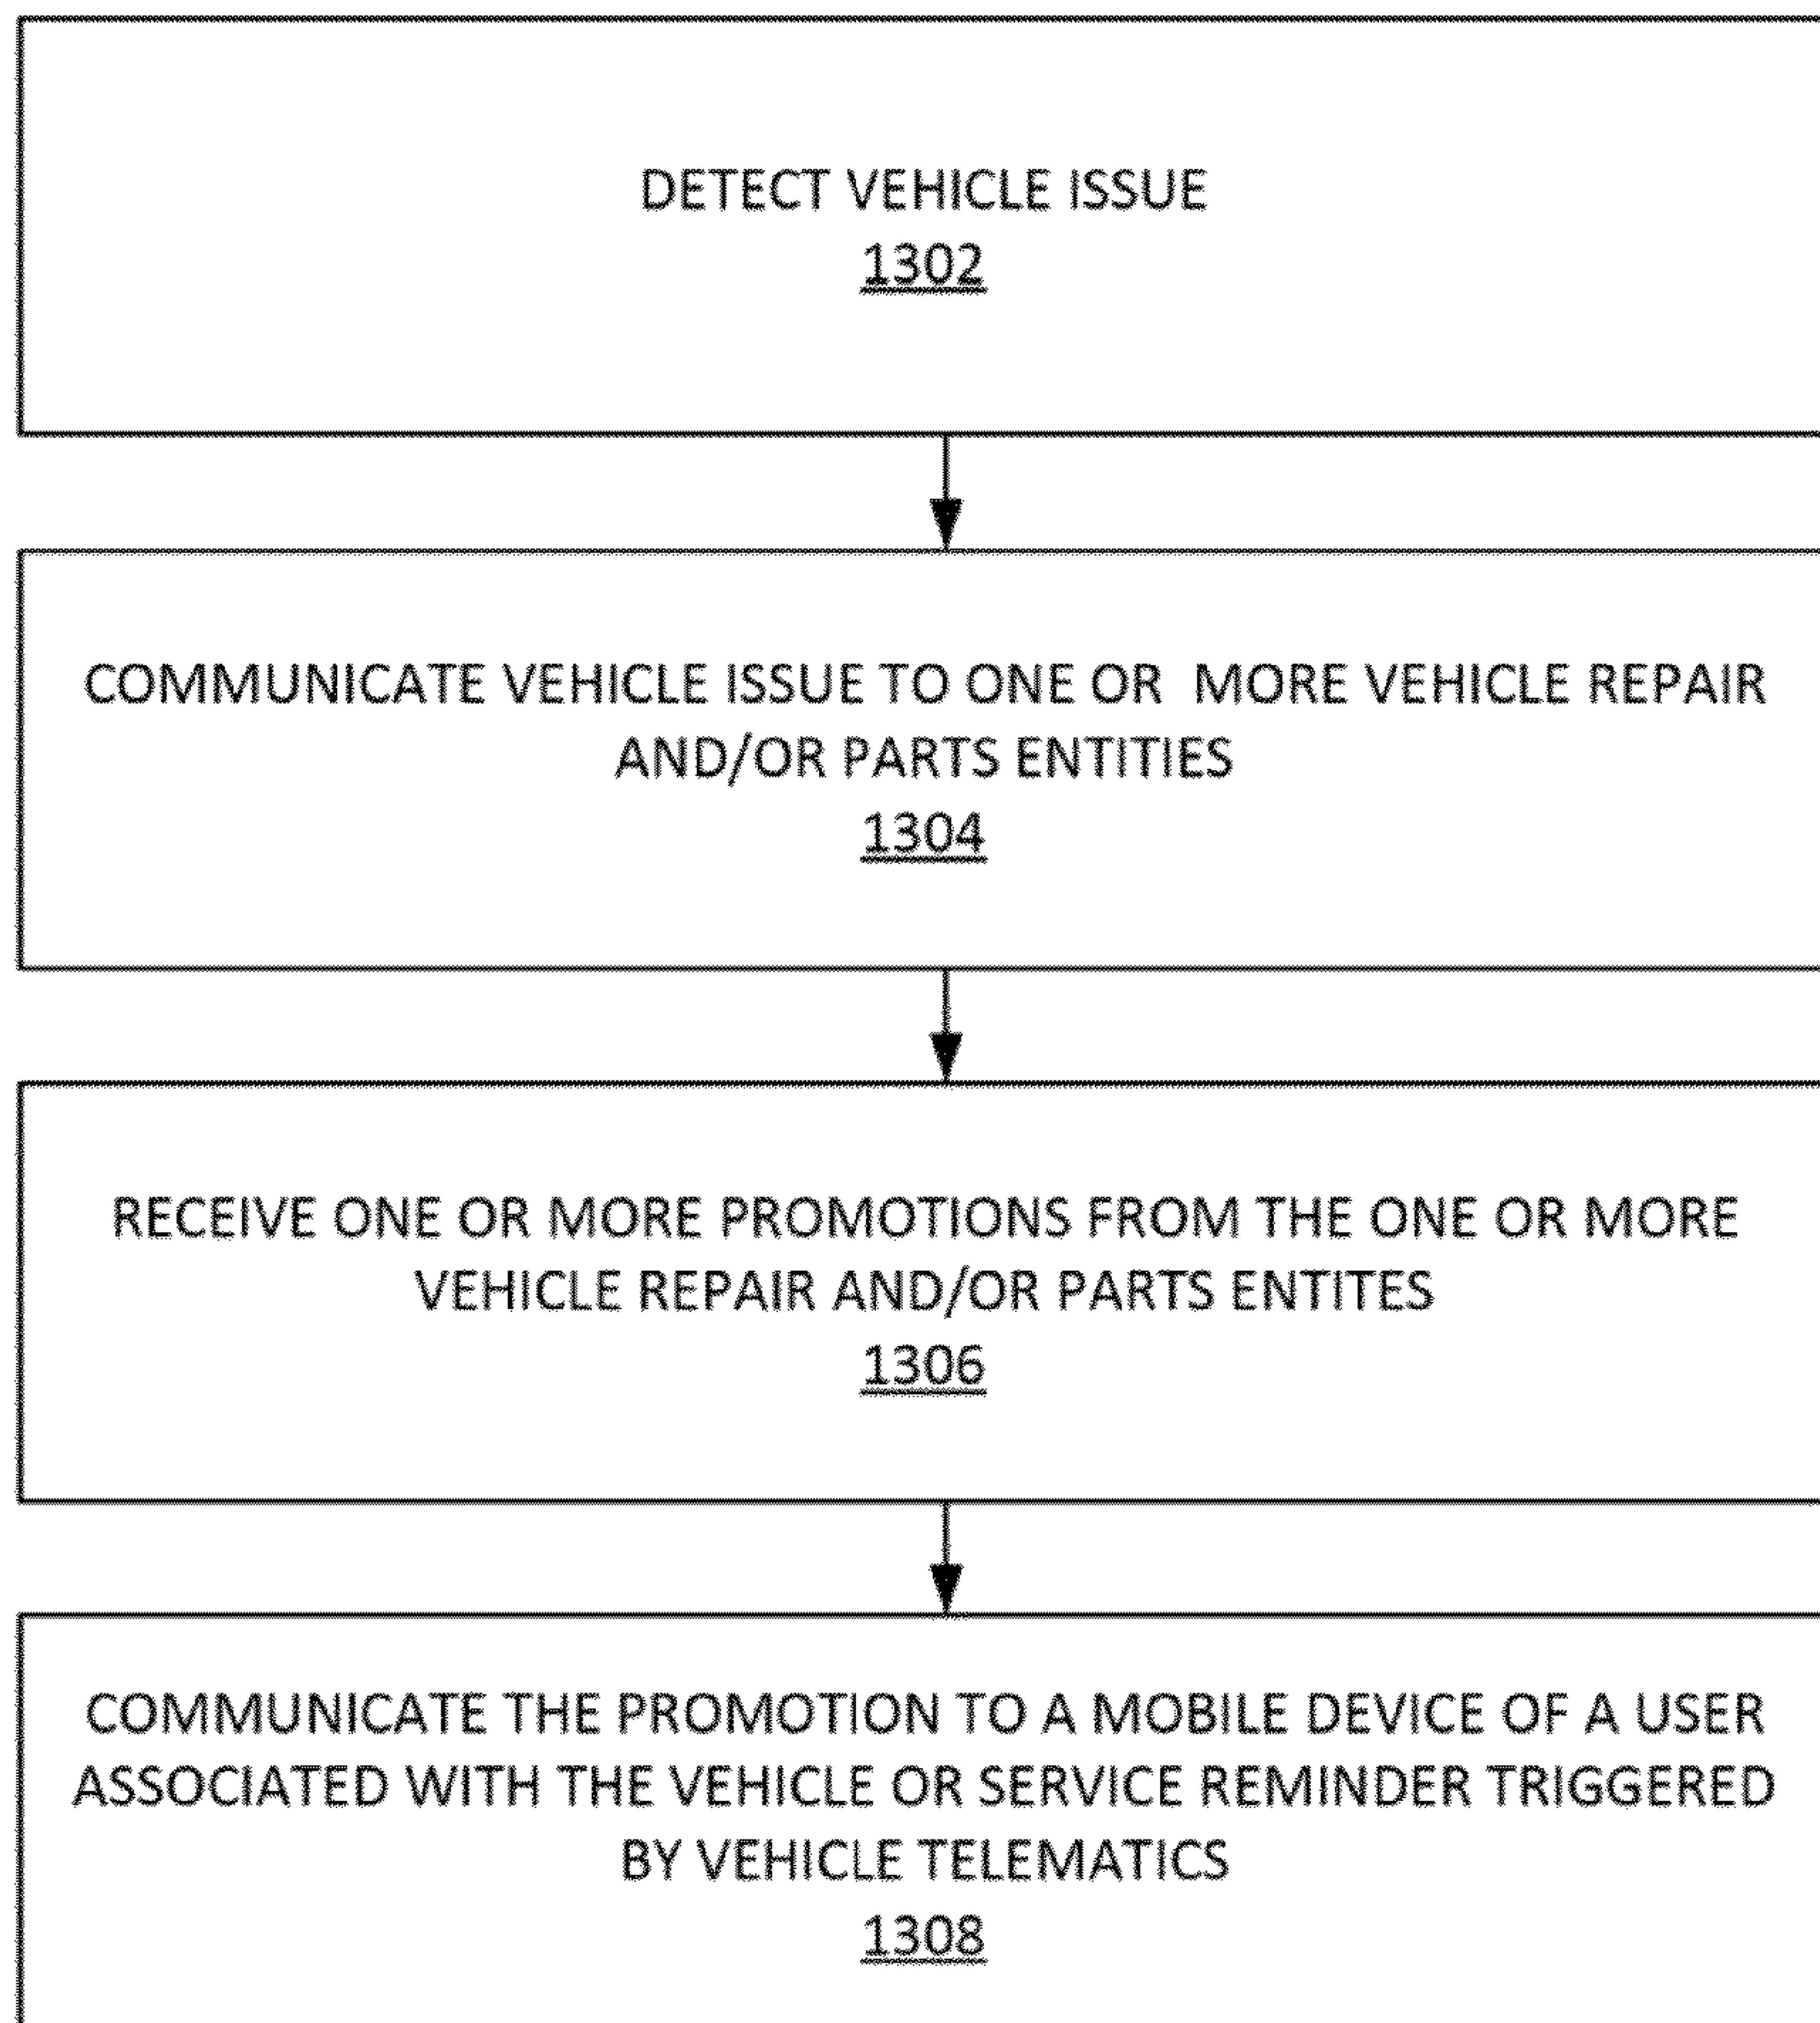 DETECT VEHICLE ISSUE
1302
COMMUNICATE VEHICLE ISSUE TO ONE OR MORE VEHICLE REPAIR
AND/OR PARTS ENTITIES
1304
RECEIVE ONE OR MORE PROMOTIONS FROM THE ONE OR MORE
VEHICLE REPAIR AND/OR PARTS ENTITES
1306
COMMUNICATE THE PROMOTION TO A MOBILE DEVICE OF A USER
ASSOCIATED WITH THE VEHICLE OR SERVICE REMINDER TRIGGERED
BY VEHICLE TELEMATICS
1308